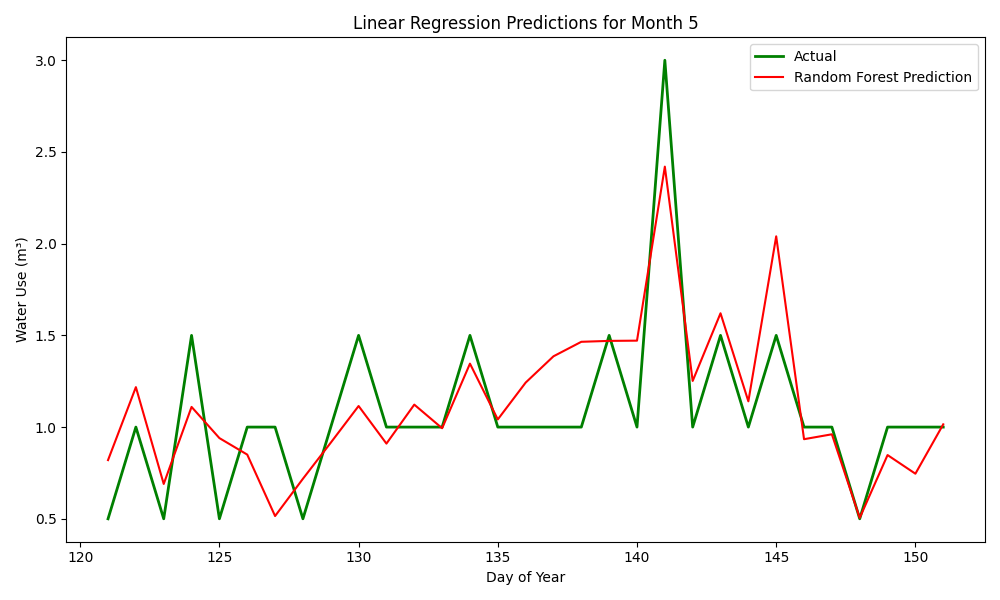 Linear Regression Predictions for Month 5
Actual
Random Forest Prediction
Water Use (m³)
3.0
2.5
2.0
1.5
1.0
0.5
120 125 130 135 140 145 150
Day of Year